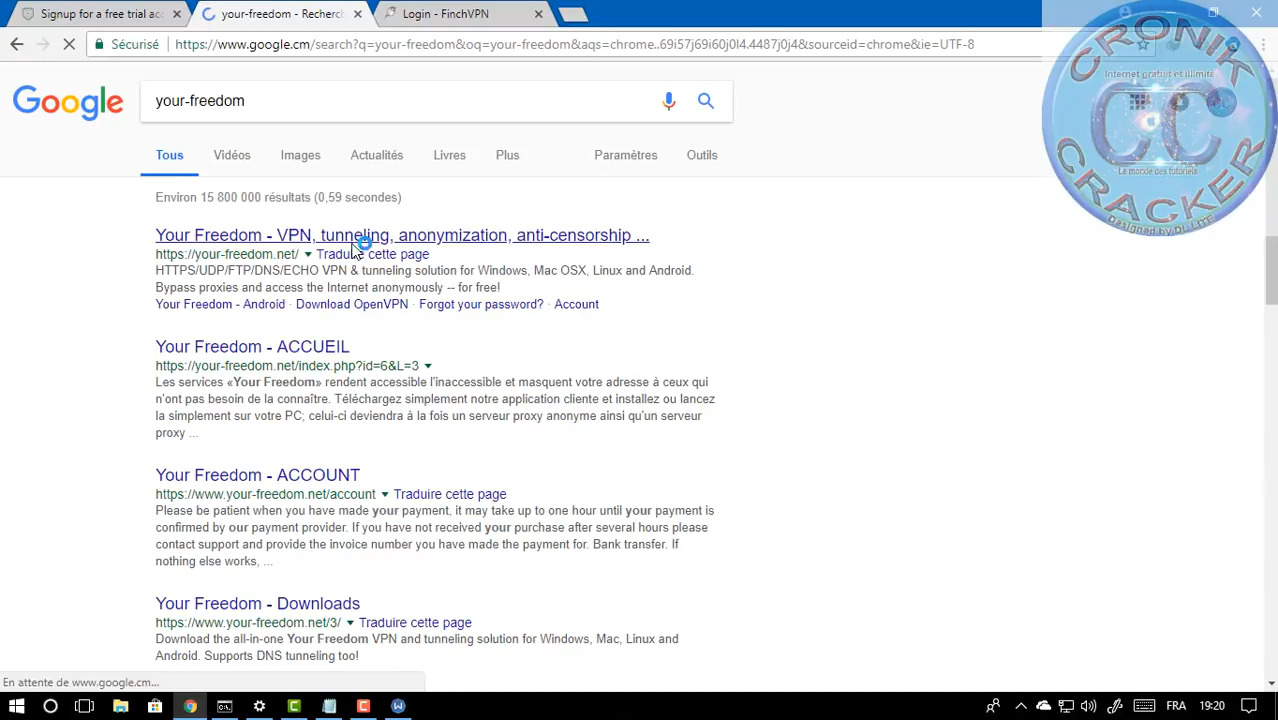 Signup for a free trial acc
your-freedom - Recherch
Login - FinchVPN
Sécurisé
https://www.google.cm/search?q=your-freedom&oq=your-freedom&aqs=chrome..69i57j69i60j0l4.4487j0j4&sourceid=chrome&ie=UTF-8
CRONIK
Internet gratuit et illimité
CC
Le monde des tutoriels
Designed by DL LITE
CRACKER
Google
your-freedom
Tous
Vidéos
Images
Actualités
Livres
Plus
Paramètres
Outils
Environ 15 800 000 résultats (0,59 secondes)
Your Freedom - VPN, tunneling, anonymization, anti-censorship ...
https://your-freedom.net/ Traduire cette page
HTTPS/UDP/FTP/DNS/ECHO VPN & tunneling solution for Windows, Mac OSX, Linux and Android.
Bypass proxies and access the Internet anonymously -- for free!
Your Freedom - Android · Download OpenVPN · Forgot your password? · Account
Your Freedom - ACCUEIL
https://your-freedom.net/index.php?id=6&L=3
Les services «Your Freedom» rendent accessible l'inaccessible et masquent votre adresse à ceux qui
n'ont pas besoin de la connaître. Téléchargez simplement notre application cliente et installez ou lancez
la simplement sur votre PC; celui-ci deviendra à la fois un serveur proxy anonyme ainsi qu'un serveur
proxy ...
Your Freedom - ACCOUNT
https://www.your-freedom.net/account Traduire cette page
Please be patient when you have made your payment, it may take up to one hour until your payment is
confirmed by our payment provider. If you have not received your purchase after several hours please
contact support and provide the invoice number you have made the payment for. Bank transfer. If
nothing else works, ...
Your Freedom - Downloads
https://www.your-freedom.net/3/ Traduire cette page
Download the all-in-one Your Freedom VPN and tunneling solution for Windows, Mac, Linux and
Android. Supports DNS tunneling too!
En attente de www.google.cm...
FRA
19:20